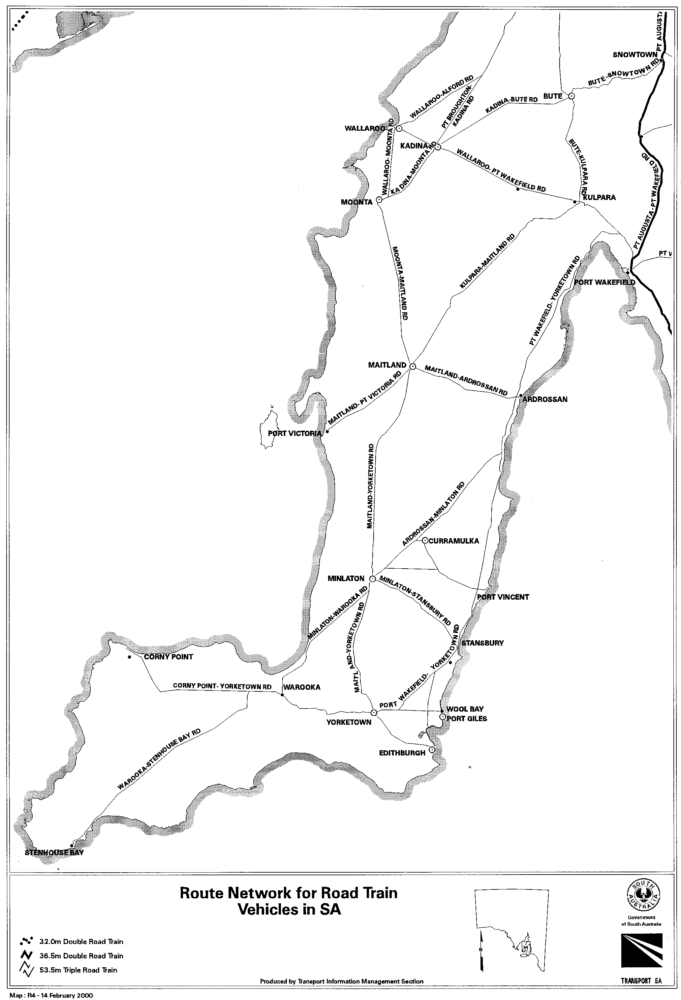 PT AUGUSTA
SNOWTOWN
BUTE-SNOWTOWN RD
WALLAROO-ALFORD RD
PT BROUGHTON-
KADINA RD
KADINA-BUTE RD
BUTE
WALLAROO
WALLAROO-MOONTA RD
KADINA
KADINA-MOONTA RD
WALLAROO-PT WAKEFIELD RD
BUTE-KULPARA RD
PT AUGUSTA-PT WAKEFIELD RD
KULPARA
MOONTA
MOONTA-MAITLAND RD
KULPARA-MAITLAND RD
PT WAKEFIELD-YORKETOWN RD
PT W
PORT WAKEFIELD
MAITLAND
MAITLAND-ARDROSSAN RD
MAITLAND-PT VICTORIA RD
ARDROSSAN
PORT VICTORIA
MAITLAND-YORKETOWN RD
ARDROSSAN-MINLATON RD
CURRAMULKA
MINLATON
MINLATON-STANSBURY RD
MINLATON-WAROOKA RD
PORT VINCENT
MAITLAND-YORKETOWN RD
STANSBURY
CORNY POINT
CORNY POINT-YORKETOWN RD
WAROOKA
PORT WAKEFIELD-YORKETOWN RD
WOOL BAY
PORT GILES
YORKETOWN
WAROOKA-STENHOUSE BAY RD
EDITHBURGH
STENHOUSE BAY
Route Network for Road Train
Vehicles in SA
32.0m Double Road Train
36.5m Double Road Train
53.5m Triple Road Train
N
R4
SOUTH
AUSTRALIA
Government
of South Australia
Produced by Transport Information Management Section
TRANSPORT SA
Map : R4 - 14 February 2000